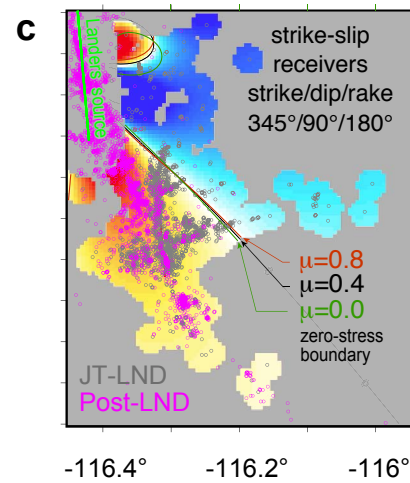 c
Landers source
strike-slip
receivers
strike/dip/rake
345°/90°/180°
μ=0.8
μ=0.4
μ=0.0
zero-stress
boundary
JT-LND
Post-LND
-116.4° -116.2° -116°